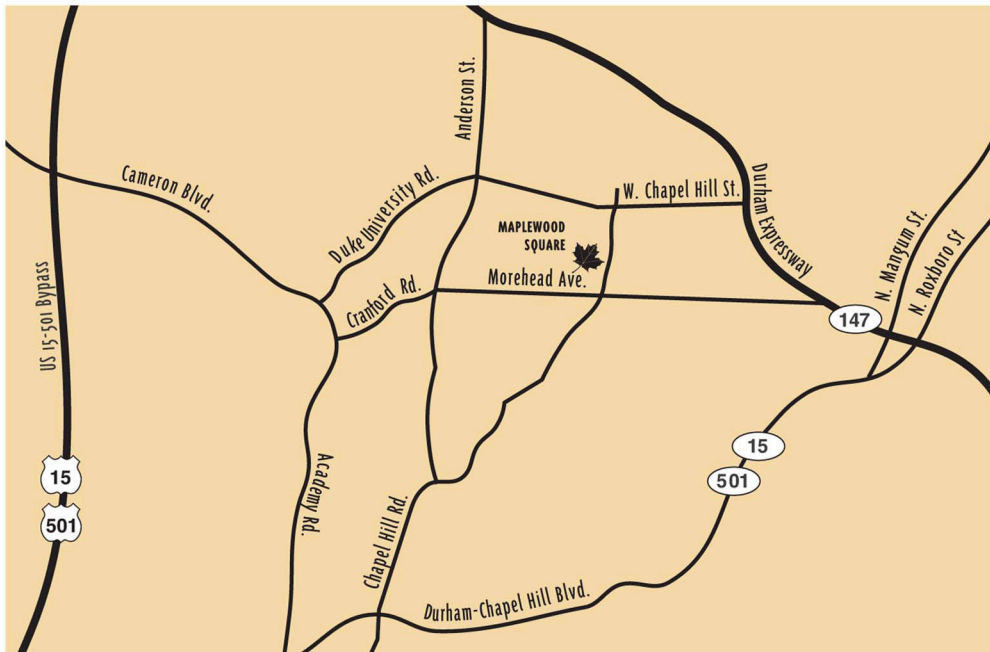 Anderson St.
Cameron Blvd.
Duke University Rd.
W. Chapel Hill St.
Durham Expressway
MAPLEWOOD
SQUARE
N. Mangum St.
N. Roxboro St
Morehead Ave.
Cranford Rd.
US 15-501 Bypass
147
15
501
15
501
Academy Rd.
Chapel Hill Rd.
Durham-Chapel Hill Blvd.